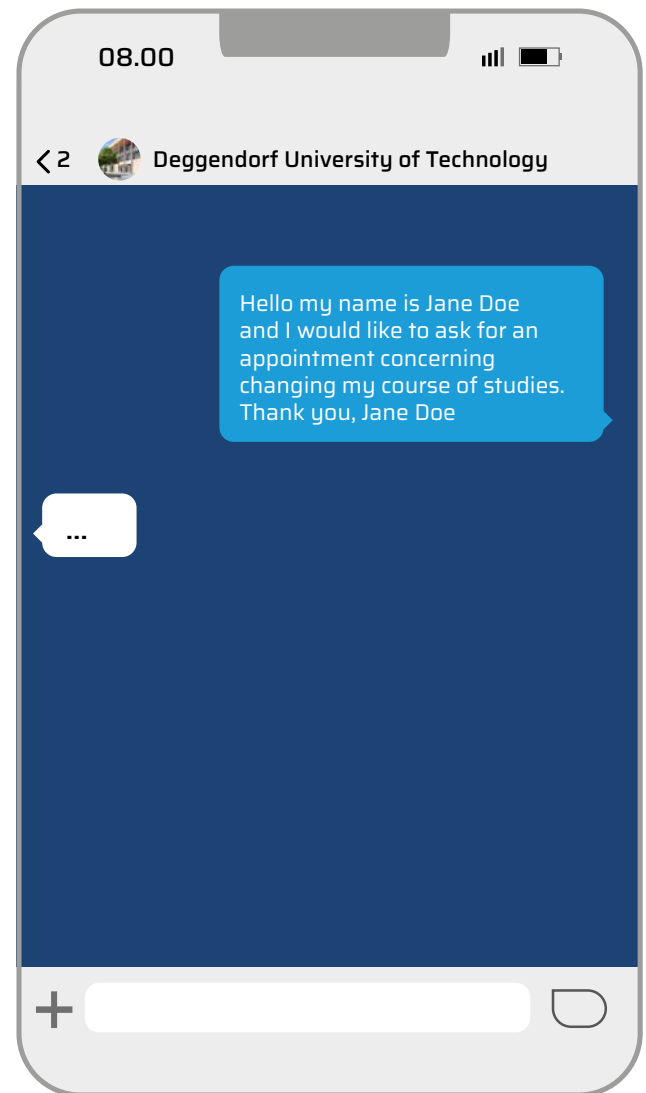 08.00
2 Deggendorf University of Technology
Hello my name is Jane Doe
and I would like to ask for an
appointment concerning
changing my course of studies.
Thank you, Jane Doe
...